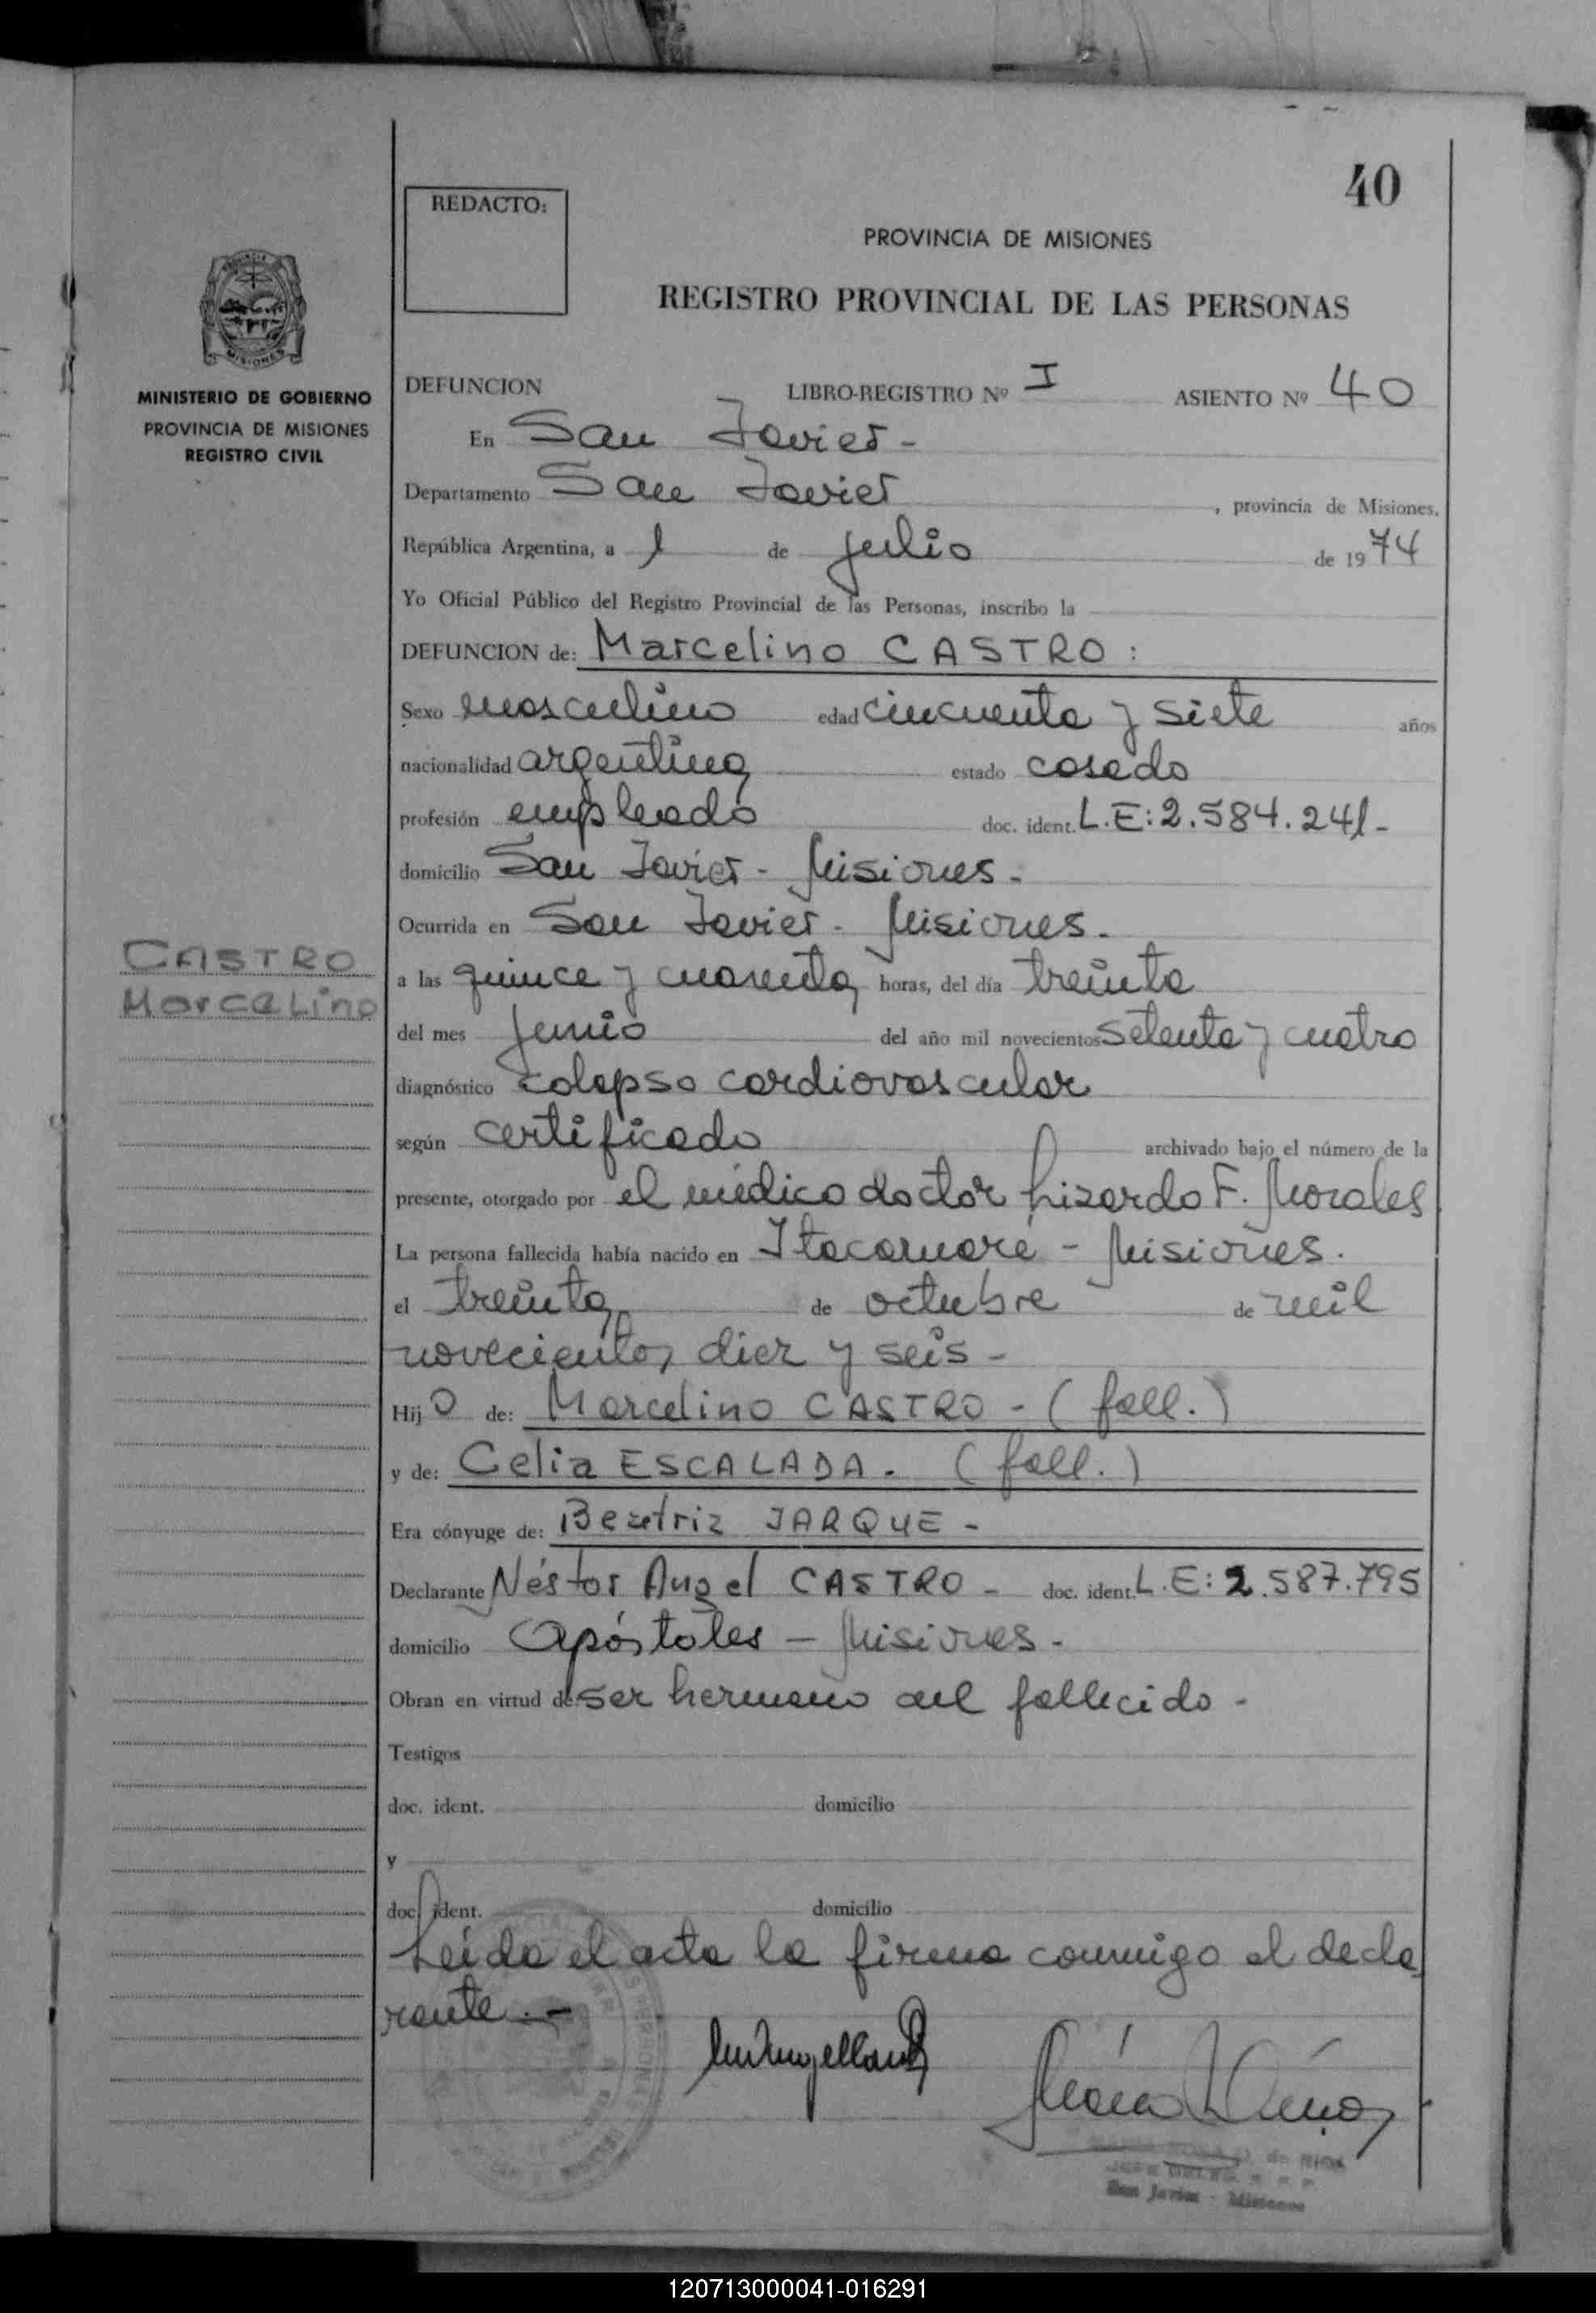 40
REDACTO:
PROVINCIA DE MISIONES
REGISTRO PROVINCIAL DE LAS PERSONAS
MISIONES
MINISTERIO DE GOBIERNO
PROVINCIA DE MISIONES
REGISTRO CIVIL
DEFUNCION LIBRO-REGISTRO Nº I ASIENTO Nº 40
En San Javier -
Departamento San Javier , provincia de Misiones,
República Argentina, a 1 de julio de 1974
Yo Oficial Público del Registro Provincial de las Personas, inscribo la
DEFUNCION de: Marcelino CASTRO :
Sexo masculino edad cincuenta y siete años
nacionalidad argentina estado casado
profesión empleado doc. ident. L.E: 2.584.241-
domicilio San Javier - Misiones -
Ocurrida en San Javier - Misiones.
CASTRO
Marcelino
a las quince y cuarenta horas, del día treinta
del mes junio del año mil novecientos setenta y cuatro
diagnóstico colapso cardiovascular
según certificado archivado bajo el número de la
presente, otorgado por el médico doctor Lizardo F. Morales
La persona fallecida había nacido en Itacaruaré - Misiones.
el treinta de octubre de mil
novecientos diez y seis -
Hijo de: Marcelino CASTRO - (fall.)
y de: Celia ESCALADA. (fall.)
Era cónyuge de: Beatriz JARQUE -
Declarante Néstor Angel CASTRO - doc. ident. L.E: 2.587.795
domicilio Apóstoles - Misiones -
Obran en virtud de ser hermano del fallecido -
Testigos
doc. ident. domicilio
y
doc. ident. domicilio
Leída el acta la firma conmigo el decla
rante. -
San Javier - Misiones
120713000041-016291